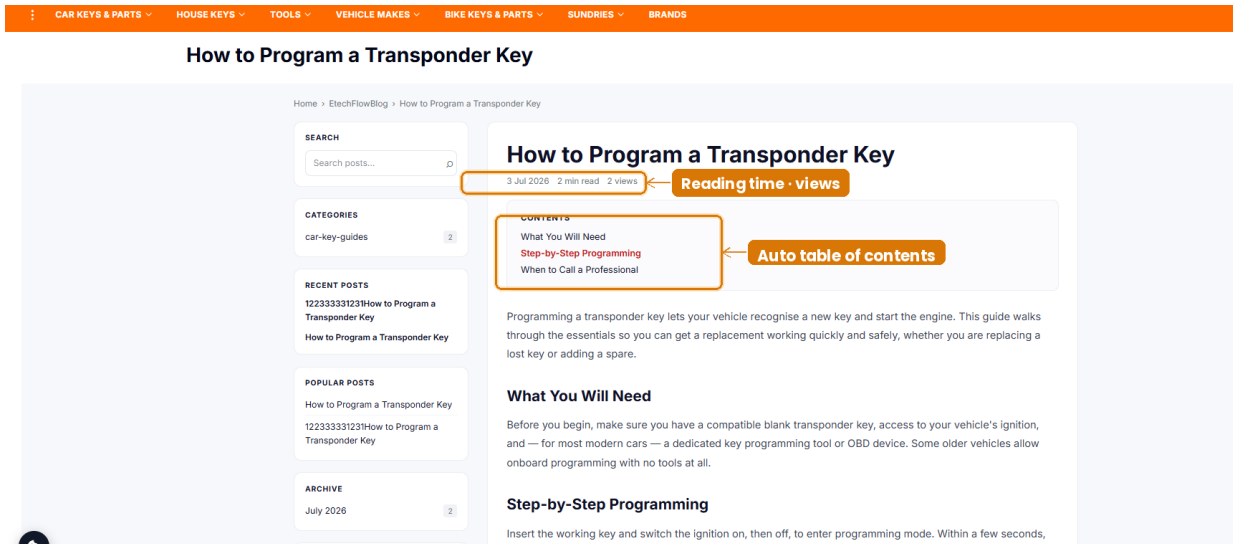 CAR KEYS & PARTS
HOUSE KEYS
TOOLS
VEHICLE MAKES
BIKE KEYS & PARTS
SUNDRIES
BRANDS
How to Program a Transponder Key
Home › EtechFlowBlog › How to Program a Transponder Key
SEARCH
Search posts...
CATEGORIES
car-key-guides 2
RECENT POSTS
122333331231How to Program a
Transponder Key
How to Program a Transponder Key
POPULAR POSTS
How to Program a Transponder Key
122333331231How to Program a
Transponder Key
ARCHIVE
July 2026 2
How to Program a Transponder Key
3 Jul 2026 2 min read 2 views
Reading time · views
CONTENTS
What You Will Need
Step-by-Step Programming
When to Call a Professional
Auto table of contents
Programming a transponder key lets your vehicle recognise a new key and start the engine. This guide walks
through the essentials so you can get a replacement working quickly and safely, whether you are replacing a
lost key or adding a spare.
What You Will Need
Before you begin, make sure you have a compatible blank transponder key, access to your vehicle's ignition,
and — for most modern cars — a dedicated key programming tool or OBD device. Some older vehicles allow
onboard programming with no tools at all.
Step-by-Step Programming
Insert the working key and switch the ignition on, then off, to enter programming mode. Within a few seconds,